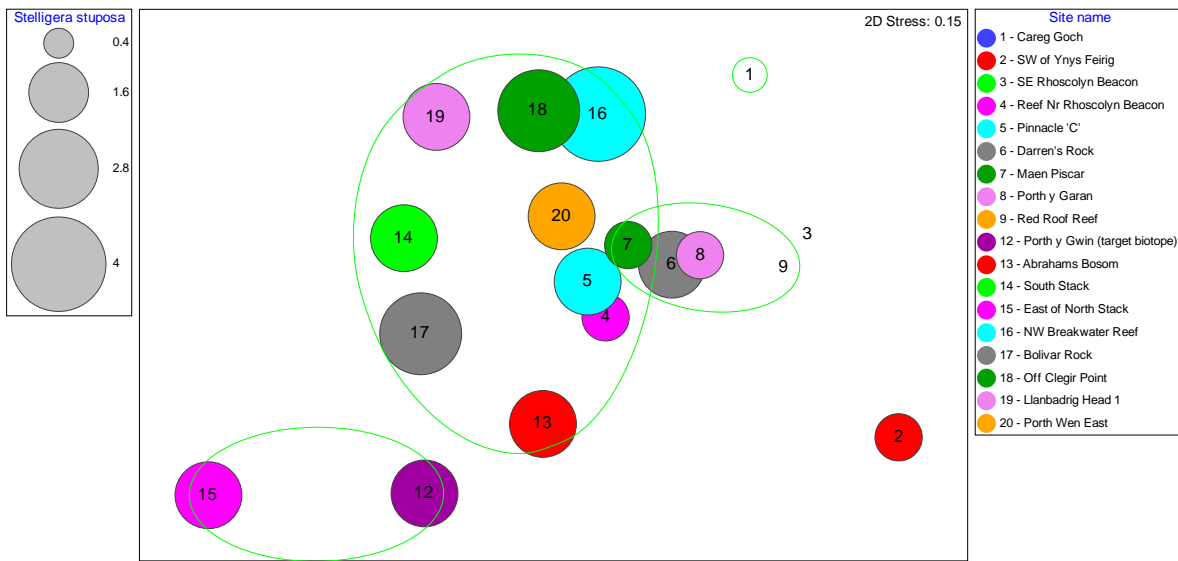 Stelligera stuposa
0.4
1.6
2.8
4
2D Stress: 0.15
1
19
18
16
20
14
7
6
8
3
9
5
4
17
13
2
15
12
Site name
1 - Careg Goch
2 - SW of Ynys Feirig
3 - SE Rhoscolyn Beacon
4 - Reef Nr Rhoscolyn Beacon
5 - Pinnacle 'C'
6 - Darren's Rock
7 - Maen Piscar
8 - Porth y Garan
9 - Red Roof Reef
12 - Porth y Gwin (target biotope)
13 - Abrahams Bosom
14 - South Stack
15 - East of North Stack
16 - NW Breakwater Reef
17 - Bolivar Rock
18 - Off Clegir Point
19 - Llanbadrig Head 1
20 - Porth Wen East